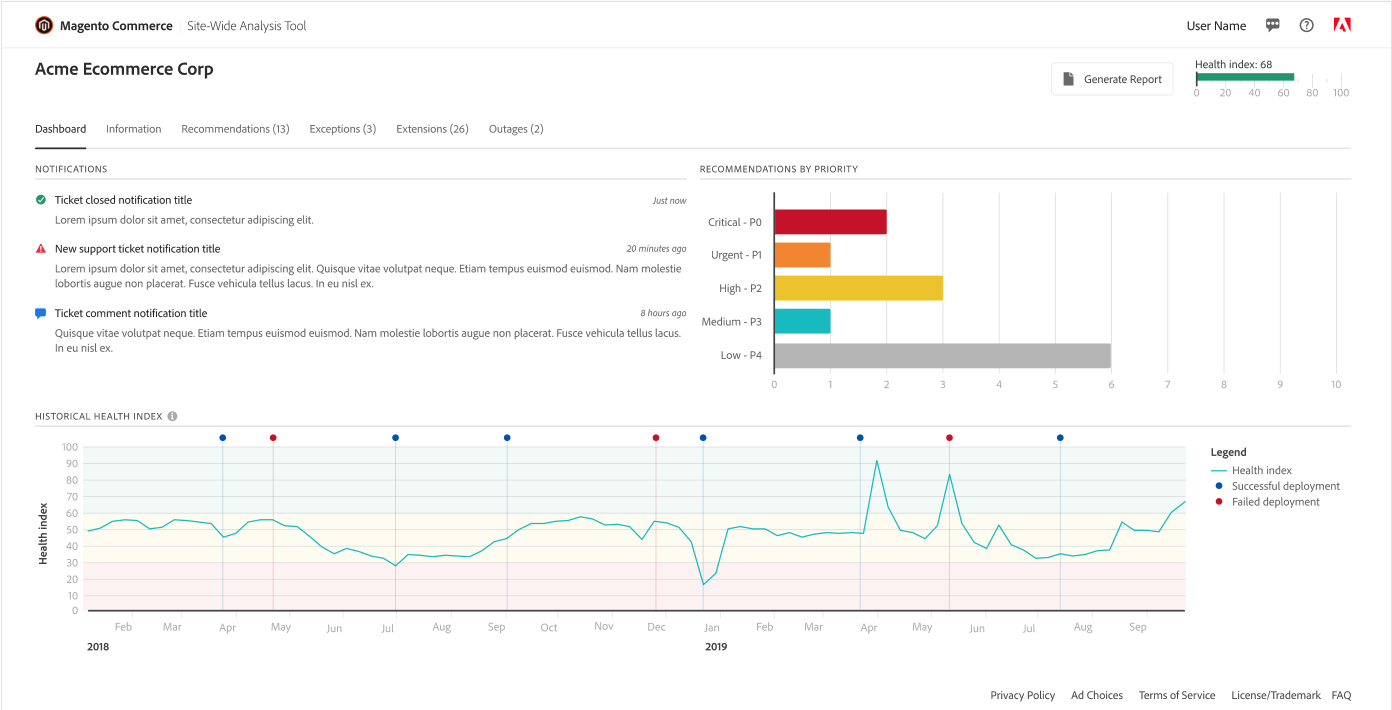 Magento Commerce Site-Wide Analysis Tool
User Name
Acme Ecommerce Corp
Generate Report
Health index: 68
0 20 40 60 80 100
Dashboard Information Recommendations (13) Exceptions (3) Extensions (26) Outages (2)
NOTIFICATIONS
Ticket closed notification title Just now
Lorem ipsum dolor sit amet, consectetur adipiscing elit.
New support ticket notification title 20 minutes ago
Lorem ipsum dolor sit amet, consectetur adipiscing elit. Quisque vitae volutpat neque. Etiam tempus euismod euismod. Nam molestie
lobortis augue non placerat. Fusce vehicula tellus lacus. In eu nisl ex.
Ticket comment notification title 8 hours ago
Quisque vitae volutpat neque. Etiam tempus euismod euismod. Nam molestie lobortis augue non placerat. Fusce vehicula tellus lacus.
In eu nisl ex.
RECOMMENDATIONS BY PRIORITY
Critical - P0
Urgent - P1
High - P2
Medium - P3
Low - P4
0 1 2 3 4 5 6 7 8 9 10
HISTORICAL HEALTH INDEX
Health index
100
90
80
70
60
50
40
30
20
10
0
Feb Mar Apr May Jun Jul Aug Sep Oct Nov Dec Jan Feb Mar Apr May Jun Jul Aug Sep
2018 2019
Legend
Health index
Successful deployment
Failed deployment
Privacy Policy Ad Choices Terms of Service License/Trademark FAQ